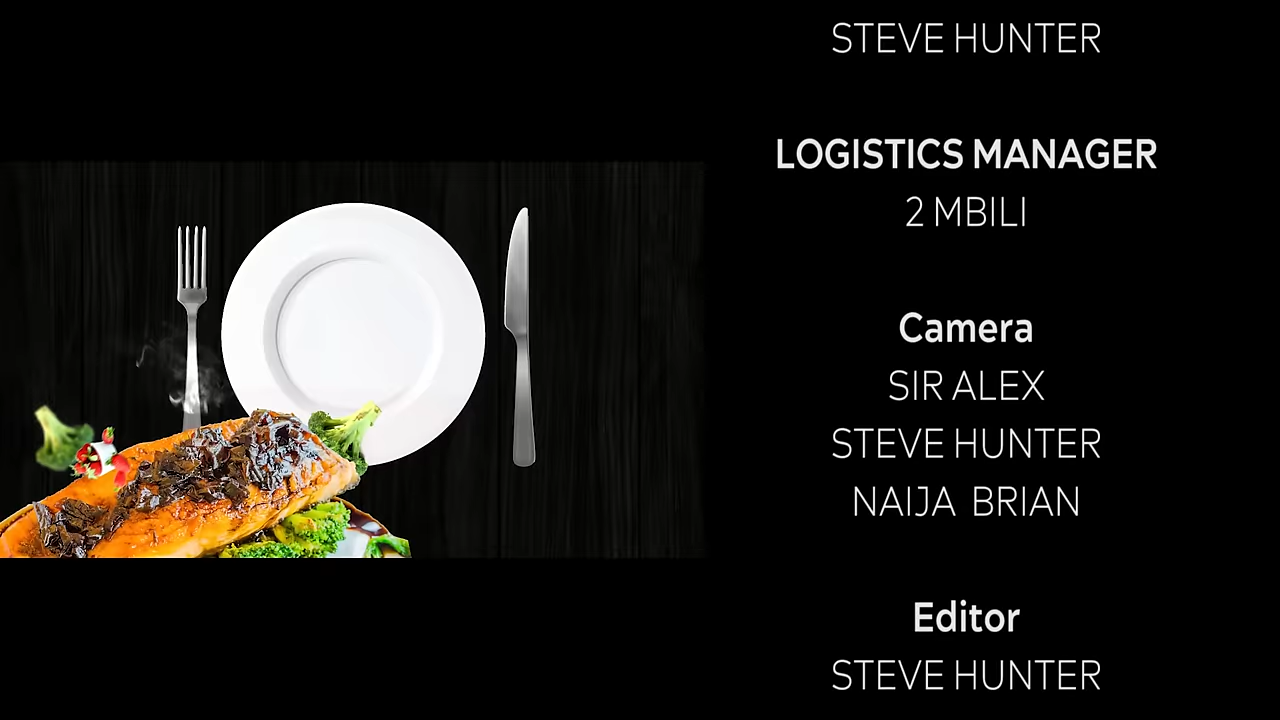 STEVE HUNTER
LOGISTICS MANAGER
2 MBILI
Camera
SIR ALEX
STEVE HUNTER
NAIJA BRIAN
Editor
STEVE HUNTER